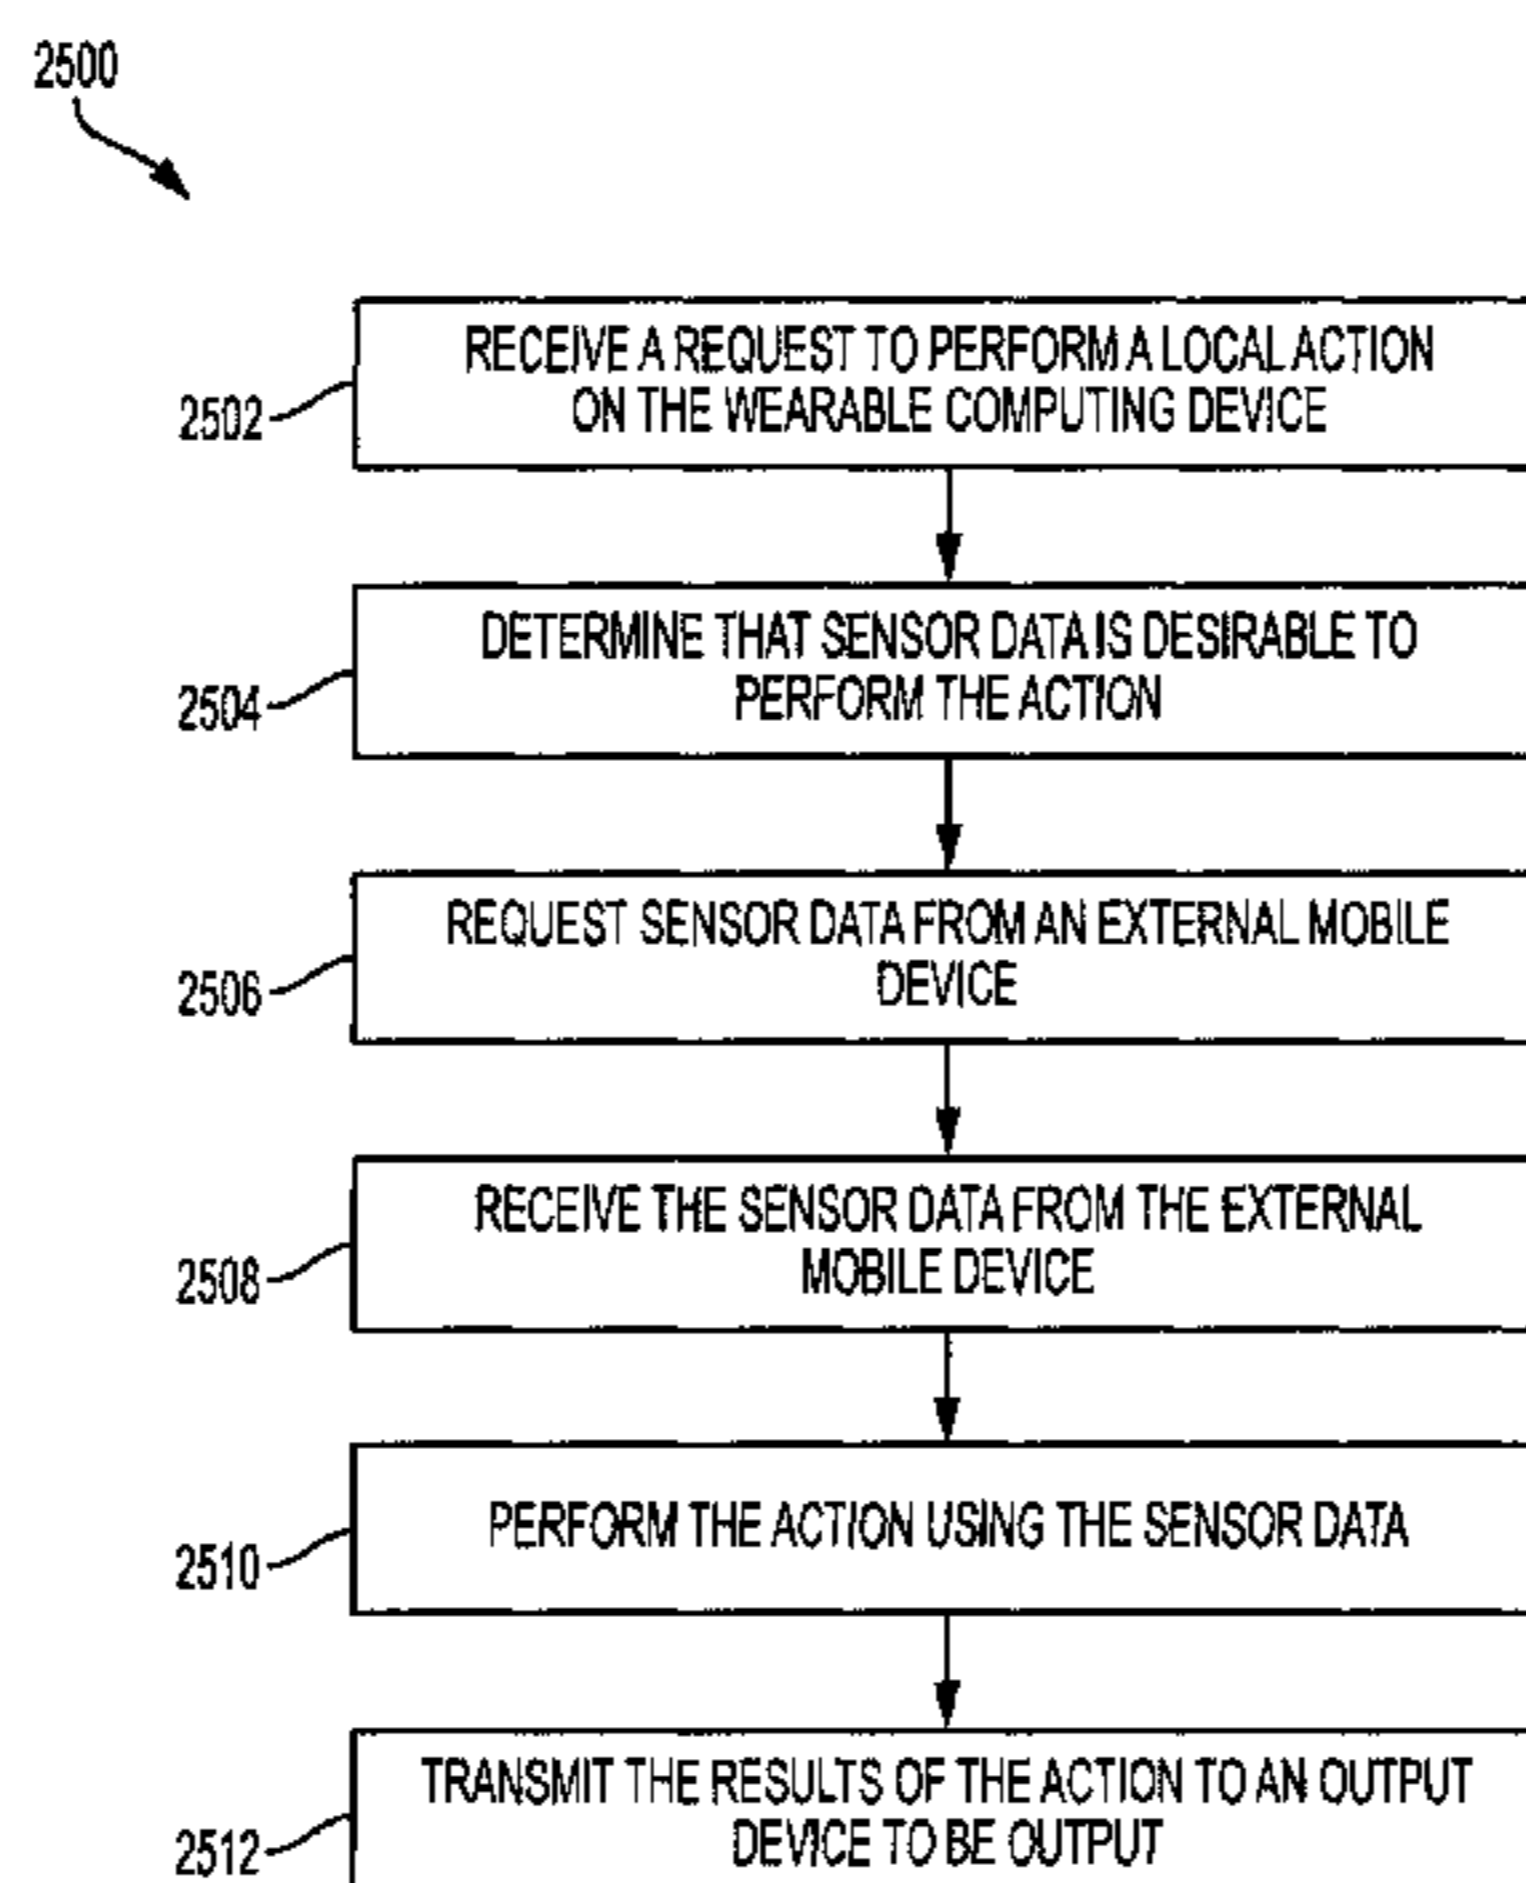 2500
RECEIVE A REQUEST TO PERFORM A LOCAL ACTION
ON THE WEARABLE COMPUTING DEVICE
2502
DETERMINE THAT SENSOR DATA IS DESIRABLE TO
PERFORM THE ACTION
2504
REQUEST SENSOR DATA FROM AN EXTERNAL MOBILE
DEVICE
2506
RECEIVE THE SENSOR DATA FROM THE EXTERNAL
MOBILE DEVICE
2508
PERFORM THE ACTION USING THE SENSOR DATA
2510
TRANSMIT THE RESULTS OF THE ACTION TO AN OUTPUT
DEVICE TO BE OUTPUT
2512